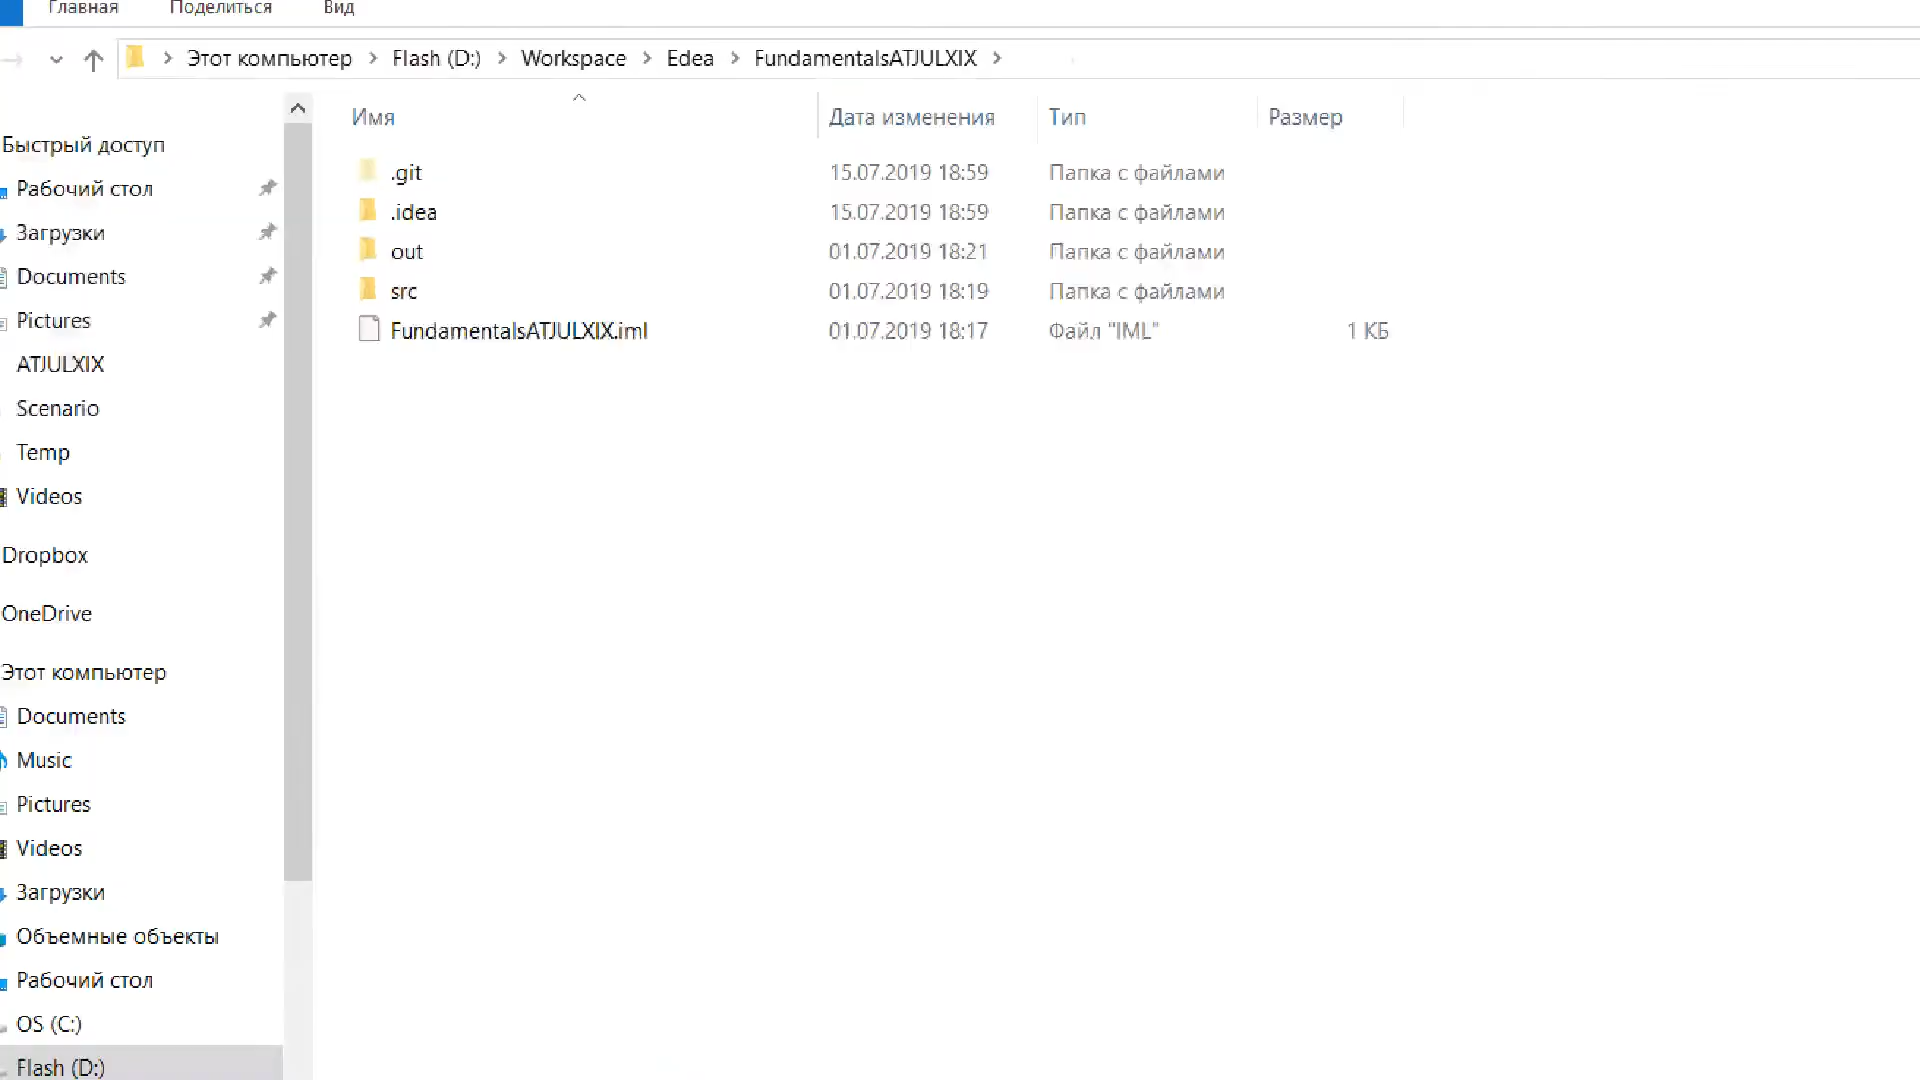 Главная Поделиться Вид
Этот компьютер Flash (D:) Workspace Edea FundamentalsATJULXIX
Имя Дата изменения Тип Размер
Быстрый доступ
Рабочий стол
Загрузки
Documents
Pictures
ATJULXIX
Scenario
Temp
Videos
Dropbox
OneDrive
Этот компьютер
Documents
Music
Pictures
Videos
Загрузки
Объемные объекты
Рабочий стол
OS (C:)
Flash (D:)
.git 15.07.2019 18:59 Папка с файлами
.idea 15.07.2019 18:59 Папка с файлами
out 01.07.2019 18:21 Папка с файлами
src 01.07.2019 18:19 Папка с файлами
FundamentalsATJULXIX.iml 01.07.2019 18:17 Файл "IML" 1 КБ